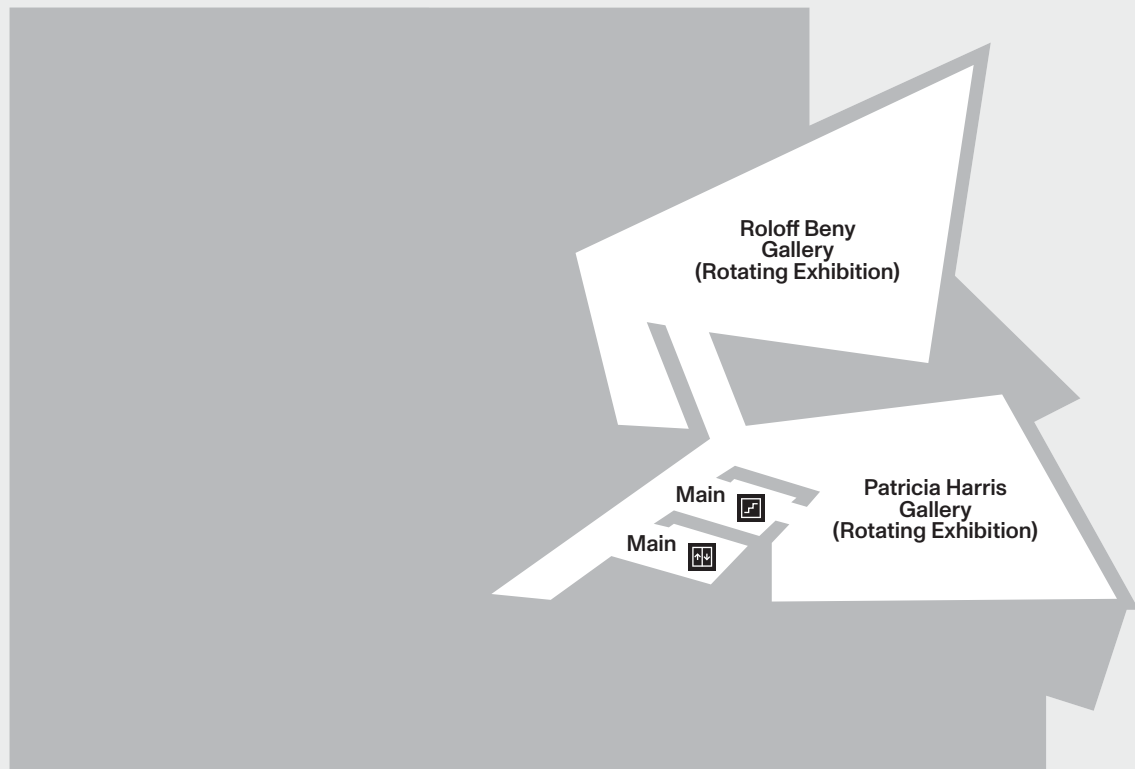 Roloff Beny
Gallery
(Rotating Exhibition)
Patricia Harris
Gallery
(Rotating Exhibition)
Main
Main